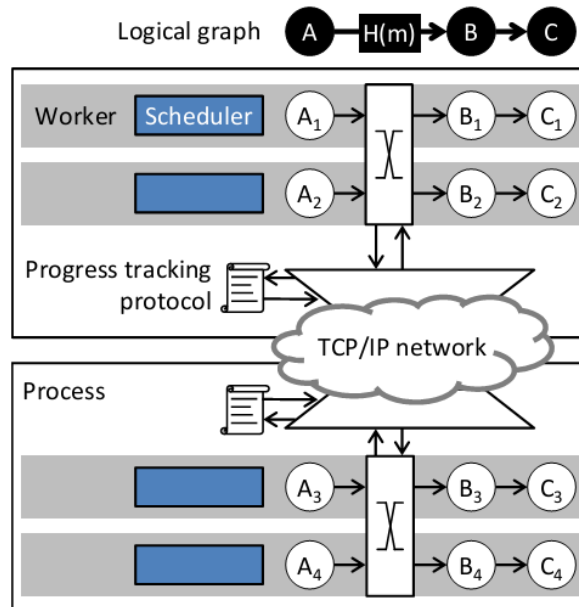 Logical graph A H(m) B C
Worker Scheduler A1 B1 C1
A2 B2 C2
Progress tracking
protocol
TCP/IP network
Process
A3 B3 C3
A4 B4 C4